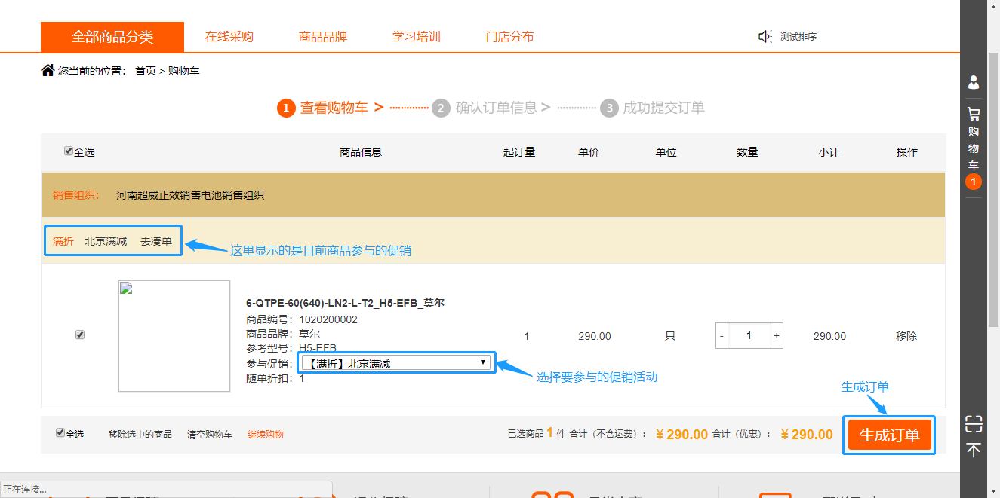 全部商品分类 在线采购 商品品牌 学习培训 门店分布 测试排序
您当前的位置： 首页 > 购物车
1 查看购物车 > 2 确认订单信息 > 3 成功提交订单
全选 商品信息 起订量 单价 单位 数量 小计 操作
销售组织： 河南超威正效销售电池销售组织
满折 北京满减 去凑单
这里显示的是目前商品参与的促销
6-QTPE-60(640)-LN2-L-T2_H5-EFB_莫尔
商品编号：1020200002
商品品牌：莫尔
参考型号：H5-EFB
参与促销：【满折】北京满减
随单折扣：1
1 290.00 只 - 1 + 290.00 移除
选择要参与的促销活动
生成订单
全选 移除选中的商品 清空购物车 继续购物 已选商品 1 件 合计（不含运费）： ￥290.00 合计（优惠）： ￥290.00 生成订单
购
物
车
1
正在连接...